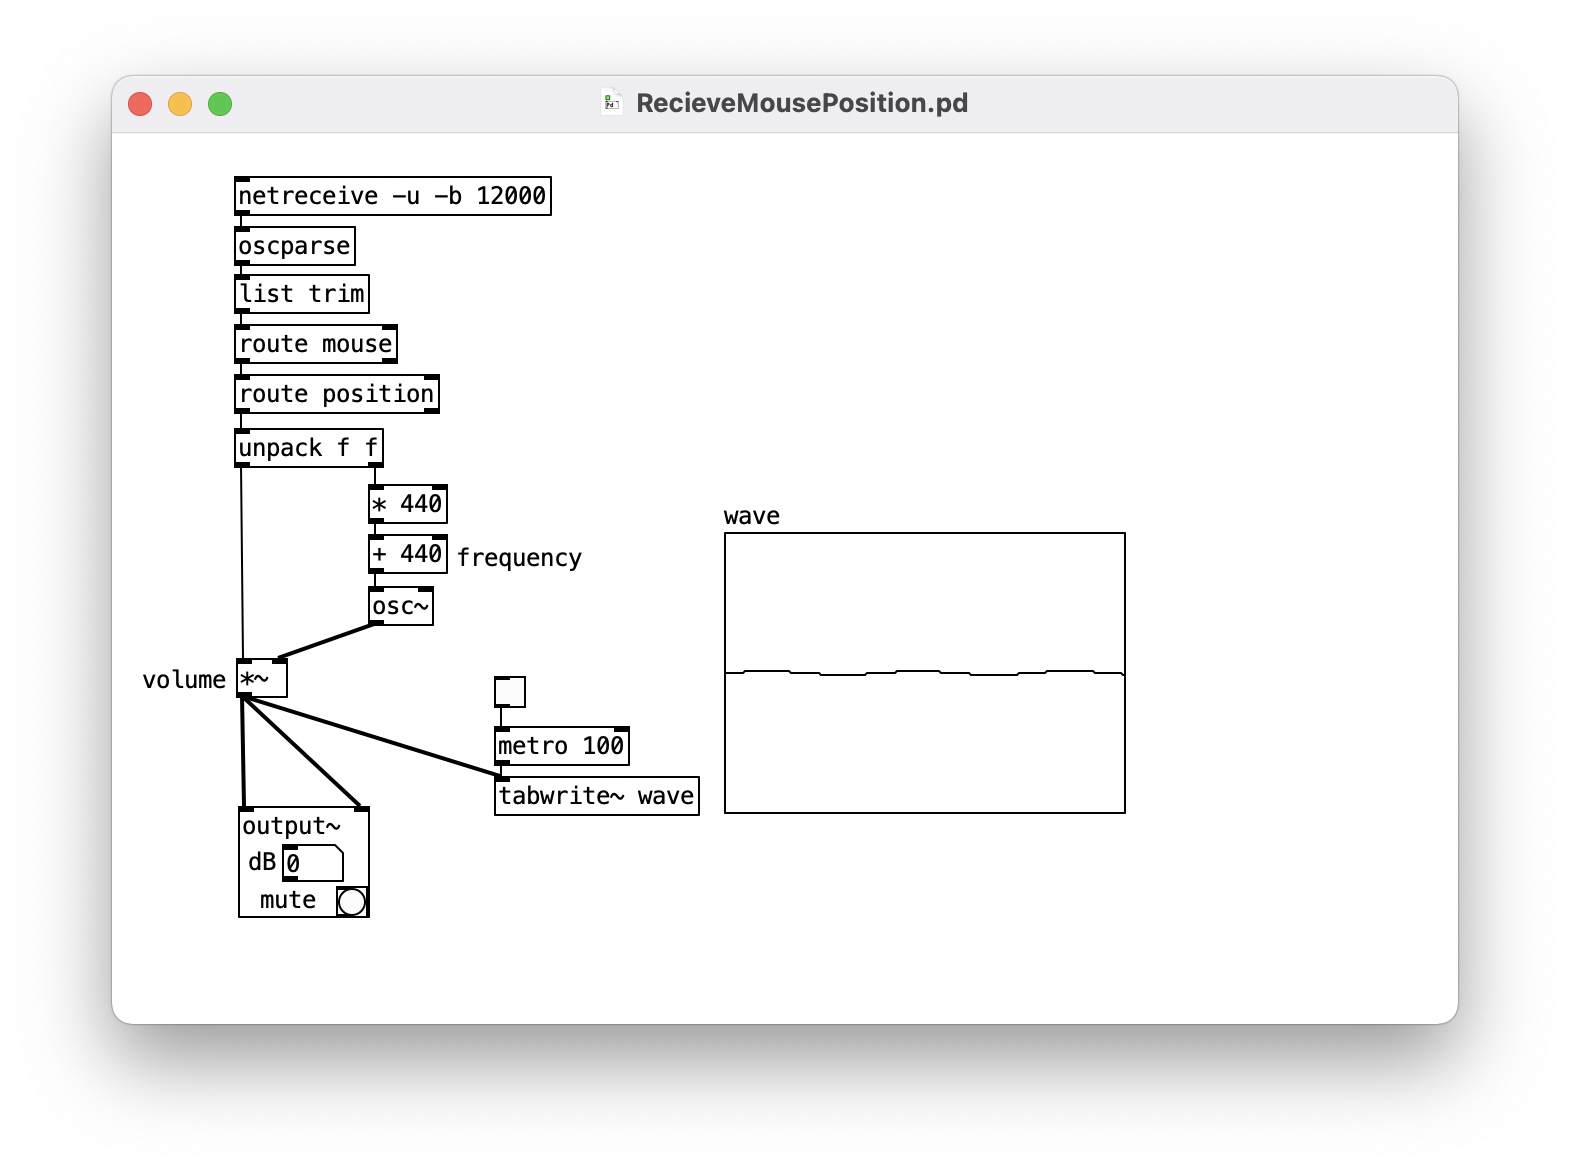 RecieveMousePosition.pd
netreceive -u -b 12000
oscparse
list trim
route mouse
route position
unpack f f
* 440
+ 440
frequency
osc~
volume
*~
metro 100
tabwrite~ wave
wave
output~
dB 0
mute